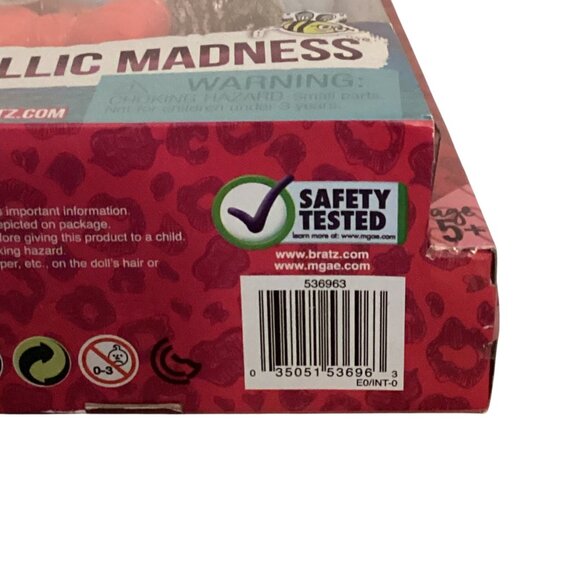 LLIC MADNESS
WARNING:
CHOKING HAZARD-Small parts.
Not for children under 3 years.
TZ.COM
s important information.
epicted on package.
fore giving this product to a child.
king hazard.
per, etc., on the doll's hair or
SAFETY
TESTED
learn more at: www.mgae.com
www.bratz.com
www.mgae.com
age
5+
536963
0 35051 53696 3
E0/INT-0
0-3